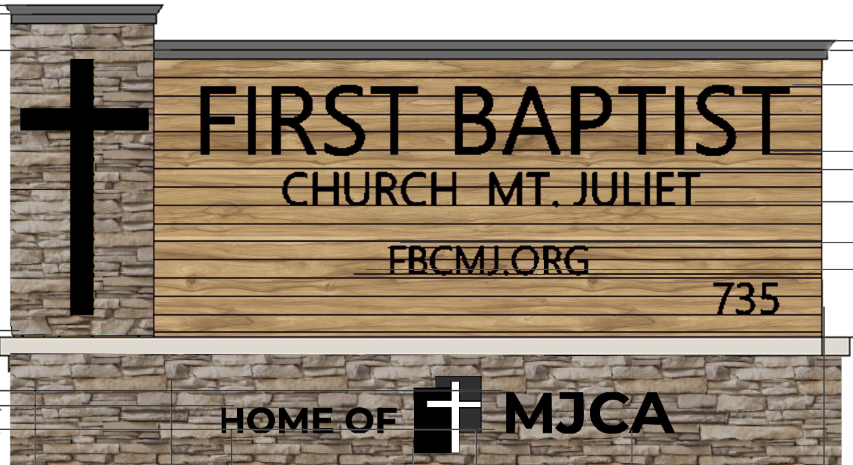 FIRST BAPTIST
CHURCH MT. JULIET
FBCMJ.ORG
735
HOME OF MJCA